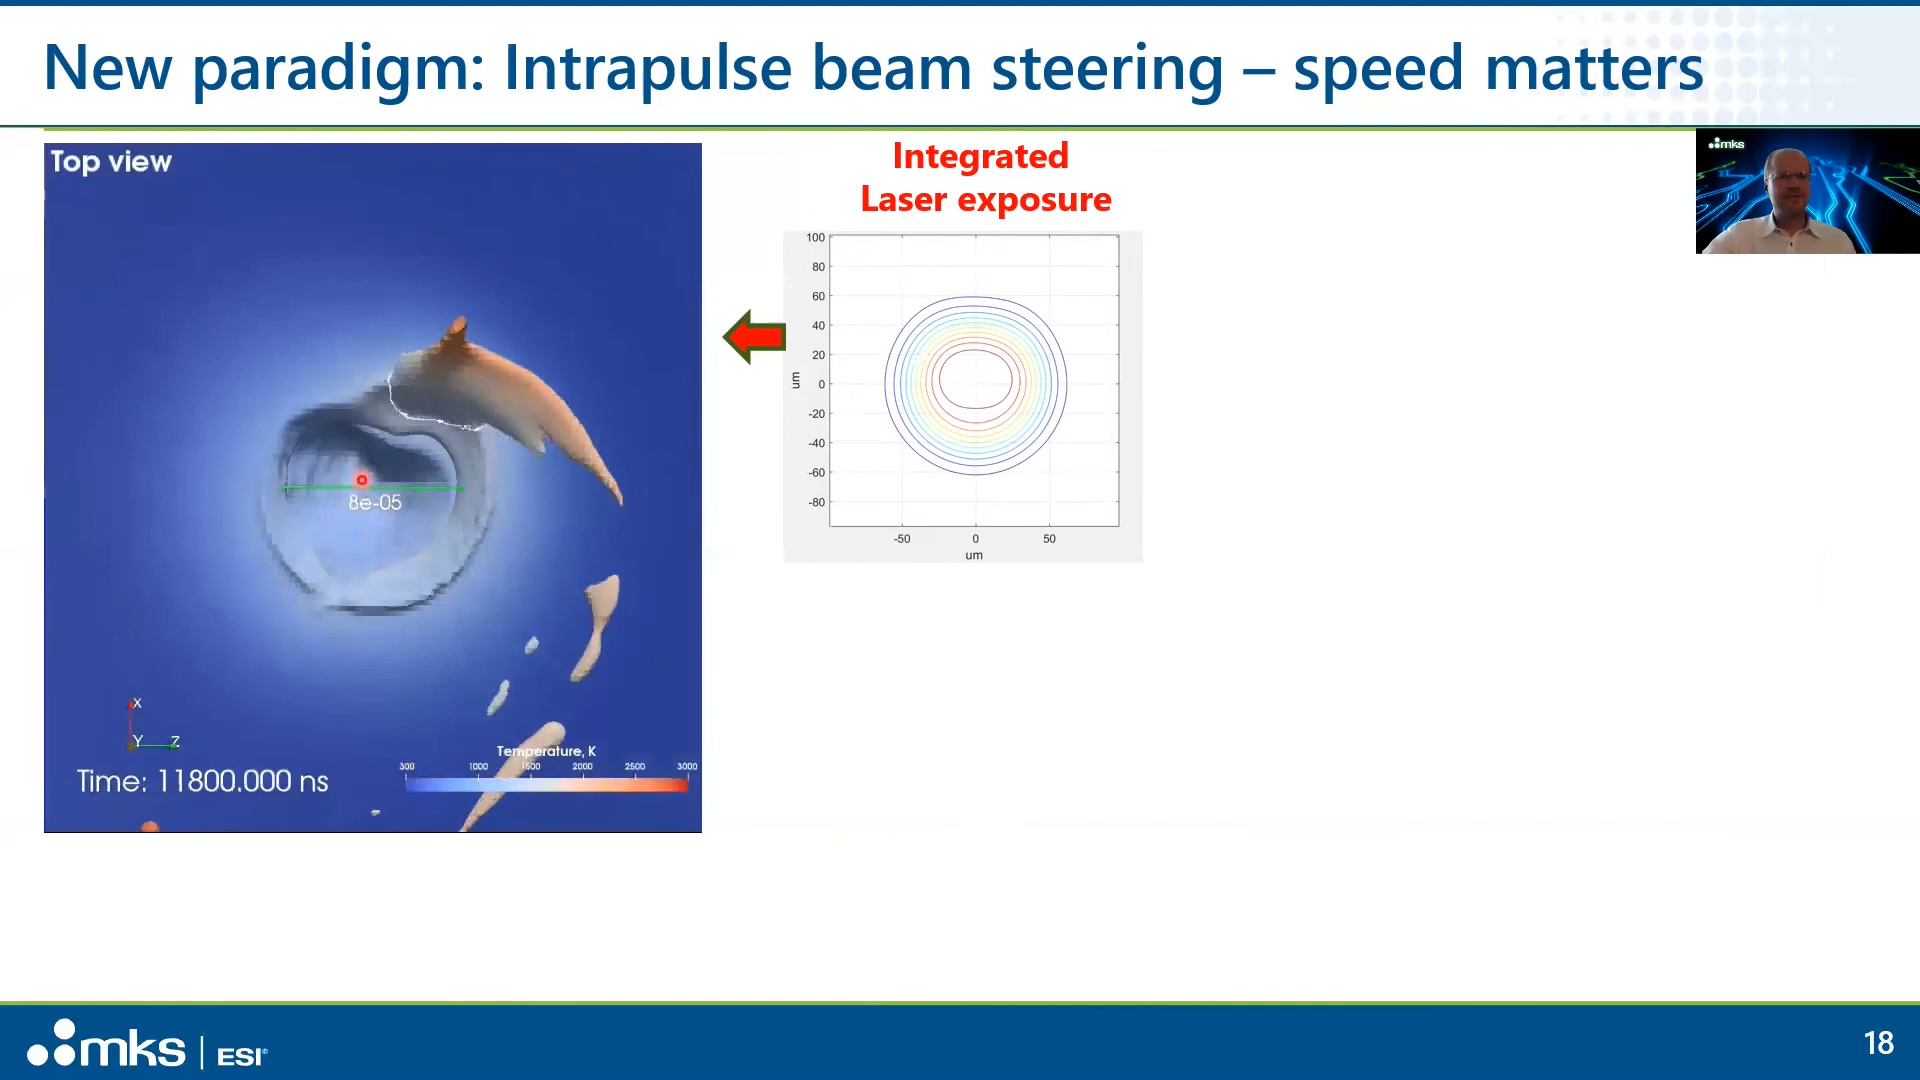 New paradigm: Intrapulse beam steering – speed matters
Top view
8e-05
X
Y Z
Time: 11800.000 ns
Temperature, K
300 1000 1500 2000 2500 3000
Integrated
Laser exposure
100
80
60
40
20
0
-20
-40
-60
-80
um
-50 0 50
um
mks
mks | ESI®
18